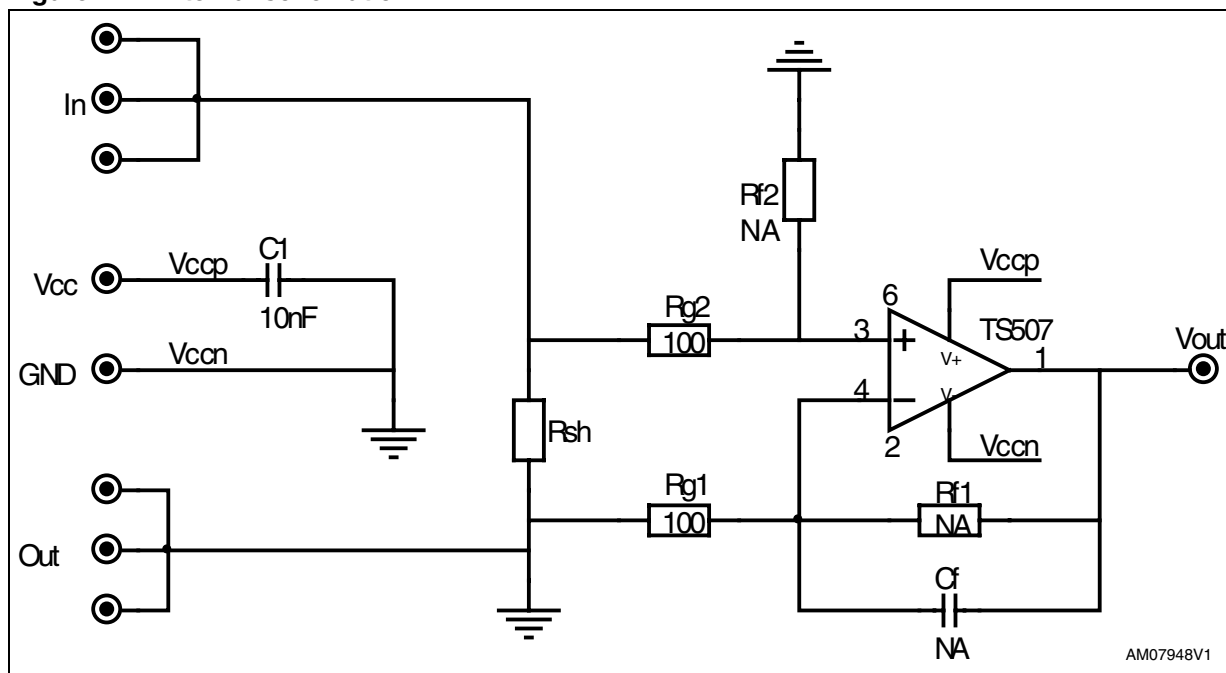 In
Vcc
Vccp
C1
10nF
GND
Vccn
Out
Rsh
Rf2
NA
Rg2
100
Rg1
100
6
3
+
V+
TS507
1
Vccp
4
−
2
Vccn
Vout
Rf1
NA
Cf
NA
AM07948V1